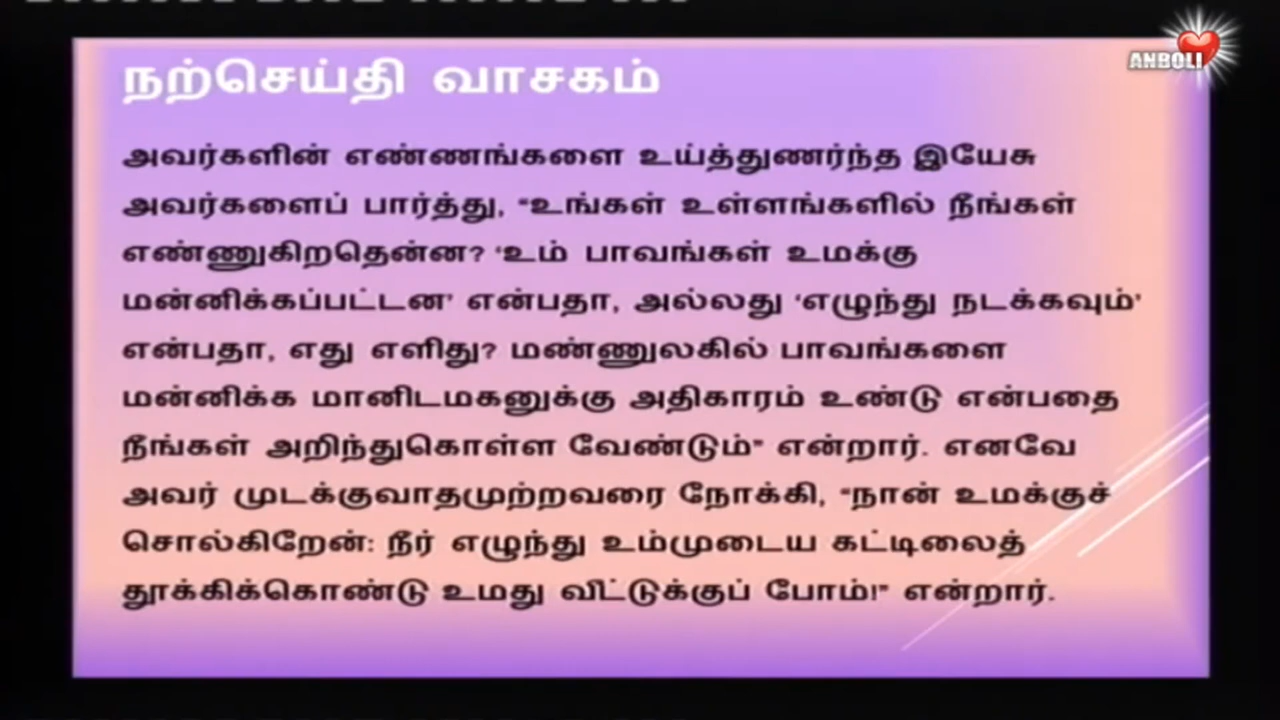 நற்செய்தி வாசகம்
ANBOLI
அவர்களின் எண்ணங்களை உய்த்துணர்ந்த இயேசு
அவர்களைப் பார்த்து, “உங்கள் உள்ளங்களில் நீங்கள்
எண்ணுகிறதென்ன? ‘உம் பாவங்கள் உமக்கு
மன்னிக்கப்பட்டன’ என்பதா, அல்லது ‘எழுந்து நடக்கவும்’
என்பதா, எது எளிது? மண்ணுலகில் பாவங்களை
மன்னிக்க மானிடமகனுக்கு அதிகாரம் உண்டு என்பதை
நீங்கள் அறிந்துகொள்ள வேண்டும்” என்றார். எனவே
அவர் முடக்குவாதமுற்றவரை நோக்கி, “நான் உமக்குச்
சொல்கிறேன்: நீர் எழுந்து உம்முடைய கட்டிலைத்
தூக்கிக்கொண்டு உமது வீட்டுக்குப் போம்!” என்றார்.